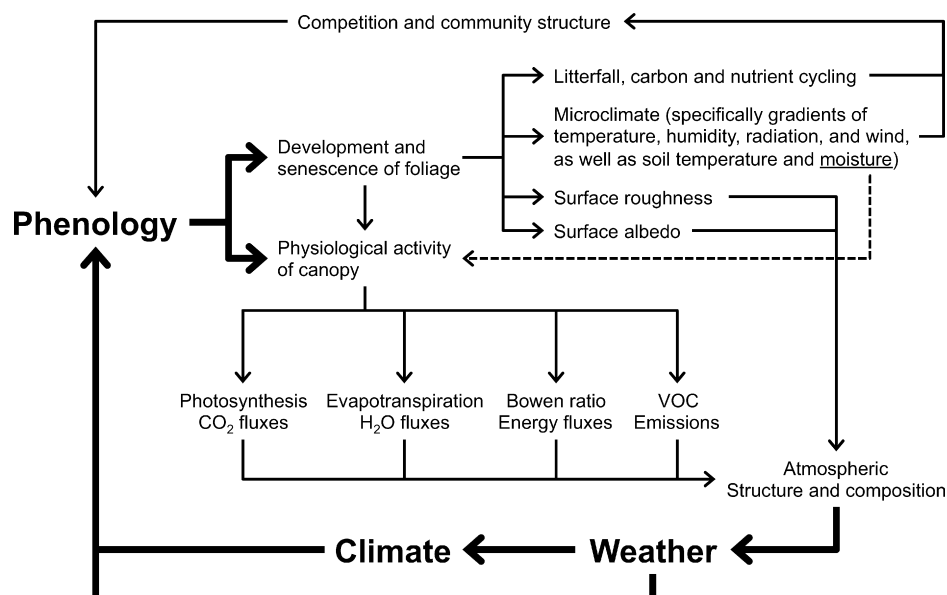 Competition and community structure
Litterfall, carbon and nutrient cycling
Microclimate (specifically gradients of
temperature, humidity, radiation, and wind,
as well as soil temperature and moisture)
Development and
senescence of foliage
Surface roughness
Phenology
Surface albedo
Physiological activity
of canopy
Photosynthesis
CO₂ fluxes
Evapotranspiration
H₂O fluxes
Bowen ratio
Energy fluxes
VOC
Emissions
Atmospheric
Structure and composition
Climate
Weather